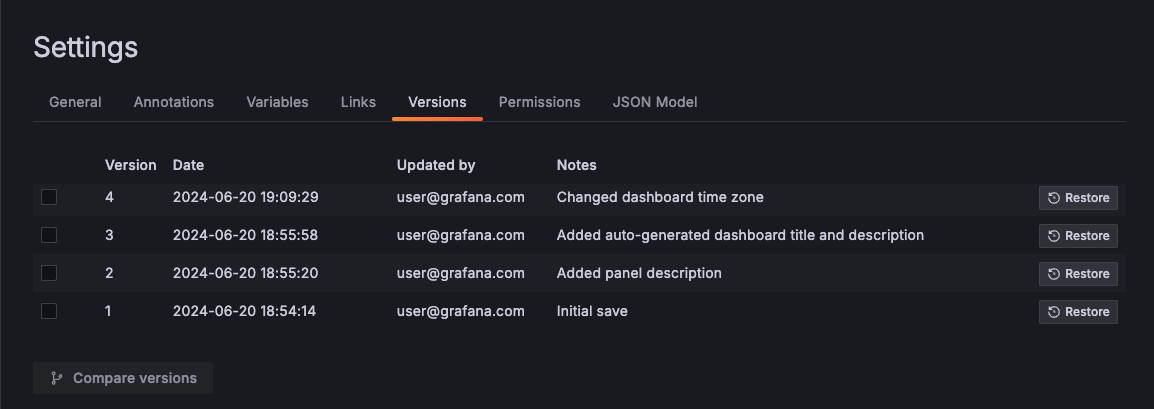 Settings
General Annotations Variables Links Versions Permissions JSON Model
Version Date Updated by Notes
4 2024-06-20 19:09:29 user@grafana.com Changed dashboard time zone Restore
3 2024-06-20 18:55:58 user@grafana.com Added auto-generated dashboard title and description Restore
2 2024-06-20 18:55:20 user@grafana.com Added panel description Restore
1 2024-06-20 18:54:14 user@grafana.com Initial save Restore
Compare versions